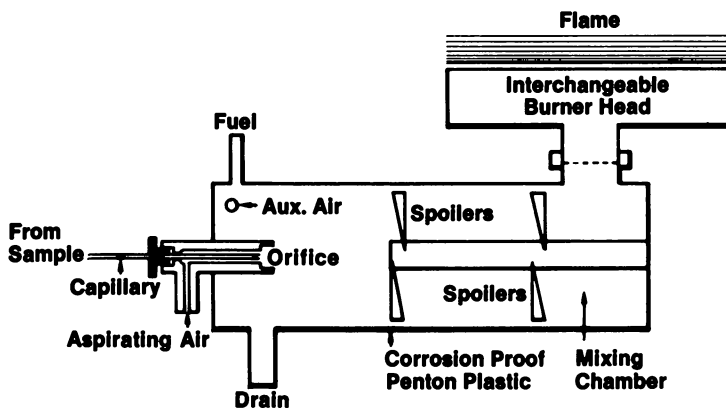 Flame
Interchangeable
Burner Head
Fuel
Aux. Air
Spoilers
From
Sample
Orifice
Capillary
Spoilers
Aspirating Air
Corrosion Proof
Penton Plastic
Mixing
Chamber
Drain